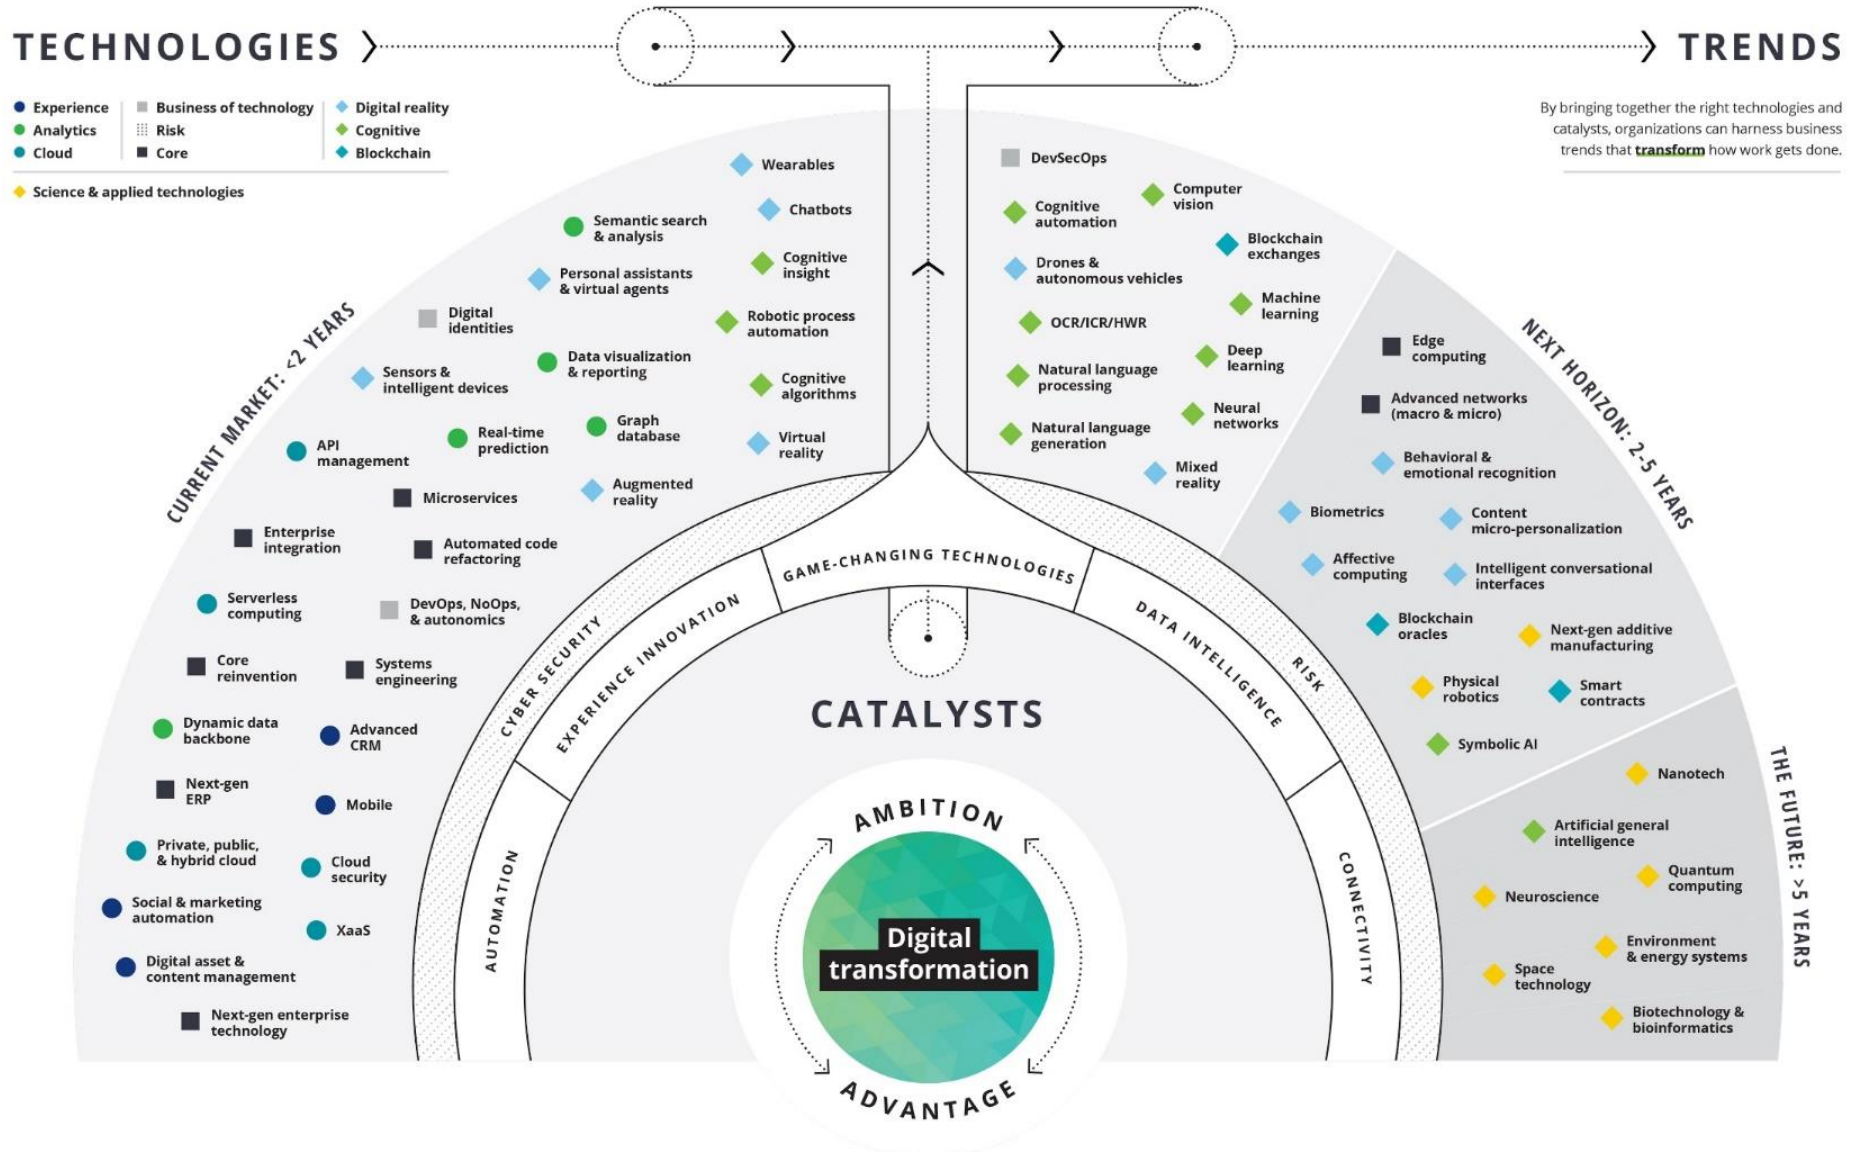 TECHNOLOGIES
TRENDS
Experience
Analytics
Cloud
Business of technology
Risk
Core
Digital reality
Cognitive
Blockchain
Science & applied technologies
By bringing together the right technologies and
catalysts, organizations can harness business
trends that transform how work gets done.
CURRENT MARKET: <2 YEARS
Wearables
Chatbots
Semantic search
& analysis
Cognitive
insight
Personal assistants
& virtual agents
Digital
identities
Robotic process
automation
Data visualization
& reporting
Sensors &
intelligent devices
Cognitive
algorithms
Graph
database
Real-time
prediction
Virtual
reality
API
management
Augmented
reality
Microservices
Enterprise
integration
Automated code
refactoring
Serverless
computing
DevOps, NoOps,
& autonomics
Core
reinvention
Systems
engineering
Dynamic data
backbone
Advanced
CRM
Next-gen
ERP
Mobile
Private, public,
& hybrid cloud
Cloud
security
Social & marketing
automation
XaaS
Digital asset &
content management
Next-gen enterprise
technology
DevSecOps
Computer
vision
Cognitive
automation
Blockchain
exchanges
Drones &
autonomous vehicles
Machine
learning
OCR/ICR/HWR
Deep
learning
Natural language
processing
Neural
networks
Natural language
generation
Mixed
reality
NEXT HORIZON: 2-5 YEARS
Edge
computing
Advanced networks
(macro & micro)
Behavioral &
emotional recognition
Biometrics
Content
micro-personalization
Affective
computing
Intelligent conversational
interfaces
Blockchain
oracles
Next-gen additive
manufacturing
Physical
robotics
Smart
contracts
Symbolic AI
THE FUTURE: >5 YEARS
Nanotech
Artificial general
intelligence
Quantum
computing
Neuroscience
Environment
& energy systems
Space
technology
Biotechnology &
bioinformatics
CYBER SECURITY
RISK
AUTOMATION
EXPERIENCE INNOVATION
GAME-CHANGING TECHNOLOGIES
DATA INTELLIGENCE
CONNECTIVITY
CATALYSTS
AMBITION
Digital
transformation
ADVANTAGE